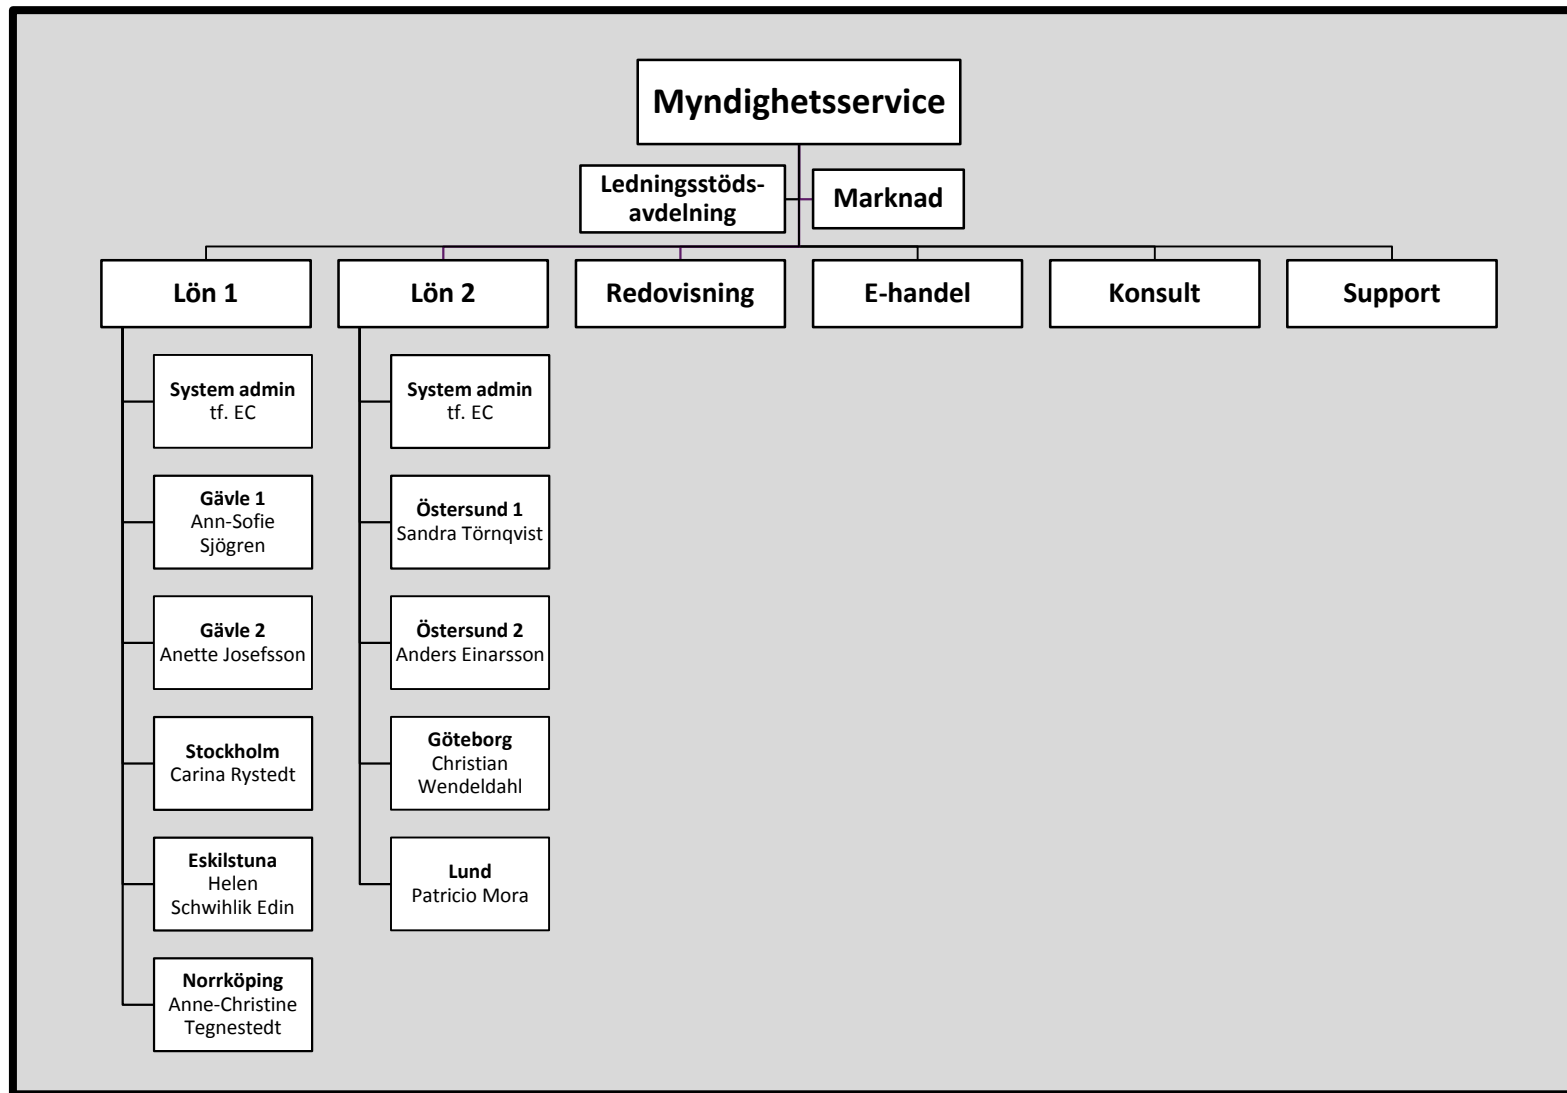 Myndighetsservice
Ledningsstöds-
avdelning
Marknad
Lön 1
Lön 2
Redovisning
E-handel
Konsult
Support
System admin
tf. EC
Gävle 1
Ann-Sofie
Sjögren
Gävle 2
Anette Josefsson
Stockholm
Carina Rystedt
Eskilstuna
Helen
Schwihlik Edin
Norrköping
Anne-Christine
Tegnestedt
System admin
tf. EC
Östersund 1
Sandra Törnqvist
Östersund 2
Anders Einarsson
Göteborg
Christian
Wendeldahl
Lund
Patricio Mora